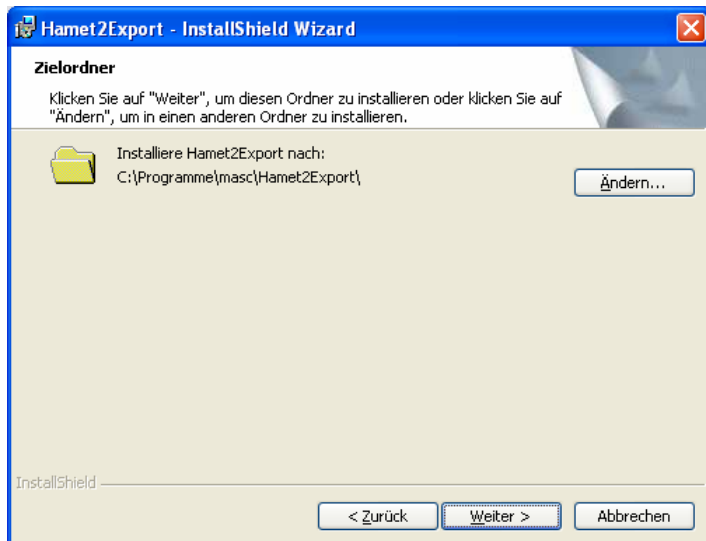 Hamet2Export - InstallShield Wizard
Zielordner
Klicken Sie auf "Weiter", um diesen Ordner zu installieren oder klicken Sie auf
"Ändern", um in einen anderen Ordner zu installieren.
Installiere Hamet2Export nach:
C:\Programme\masc\Hamet2Export\
Ändern...
InstallShield
< Zurück
Weiter >
Abbrechen